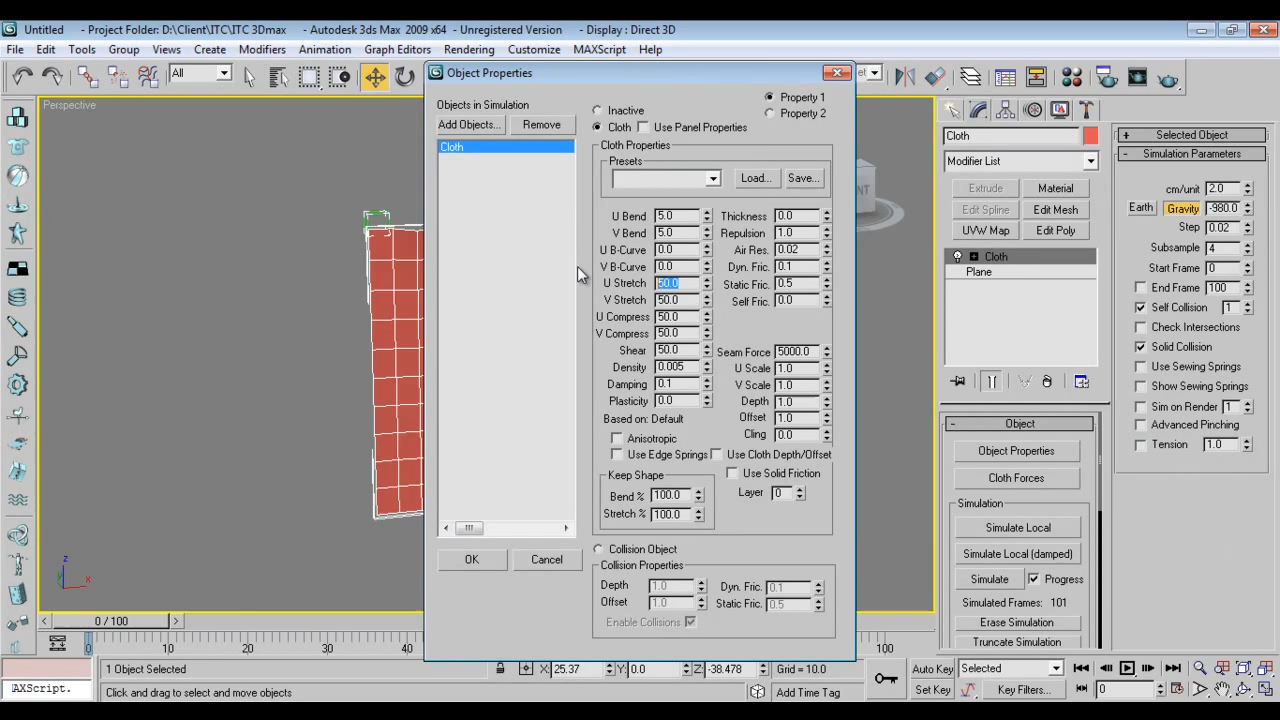 Untitled - Project Folder: D:\Client\ITC\ITC 3Dmax - Autodesk 3ds Max 2009 x64 - Unregistered Version - Display : Direct 3D
File Edit Tools Group Views Create Modifiers Animation Graph Editors Rendering Customize MAXScript Help
All
Perspective
Object Properties
Objects in Simulation
Add Objects... Remove
Cloth
OK Cancel
Inactive
Cloth Use Panel Properties
Property 1
Property 2
Cloth Properties
Presets
Load... Save...
U Bend 5.0 Thickness 0.0
V Bend 5.0 Repulsion 1.0
U B-Curve 0.0 Air Res. 0.02
V B-Curve 0.0 Dyn. Fric. 0.1
U Stretch 50.0 Static Fric. 0.5
V Stretch 50.0 Self Fric. 0.0
U Compress 50.0
V Compress 50.0
Shear 50.0 Seam Force 5000.0
Density 0.005 U Scale 1.0
Damping 0.1 V Scale 1.0
Plasticity 0.0 Depth 1.0
Based on: Default Offset 1.0
Anisotropic Cling 0.0
Use Edge Springs Use Cloth Depth/Offset
Keep Shape Use Solid Friction
Bend % 100.0 Layer 0
Stretch % 100.0
Collision Object
Collision Properties
Depth 1.0 Dyn. Fric. 0.1
Offset 1.0 Static Fric. 0.5
Enable Collisions
Cloth
Modifier List
Extrude Material
Edit Spline Edit Mesh
UVW Map Edit Poly
Cloth
Plane
- Object
Object Properties
Cloth Forces
Simulation
Simulate Local
Simulate Local (damped)
Simulate Progress
Simulated Frames: 101
Erase Simulation
Truncate Simulation
+ Selected Object
- Simulation Parameters
cm/unit 2.0
Earth Gravity -980.0
Step 0.02
Subsample 4
Start Frame 0
End Frame 100
Self Collision 1
Check Intersections
Solid Collision
Use Sewing Springs
Show Sewing Springs
Sim on Render 1
Advanced Pinching
Tension 1.0
z
x
0 / 100
0 10 20 30 40 100
1 Object Selected X: 25.37 Y: 0.0 Z: -38.478 Grid = 10.0 Auto Key Selected
AXScript. Click and drag to select and move objects Add Time Tag Set Key Key Filters... 0